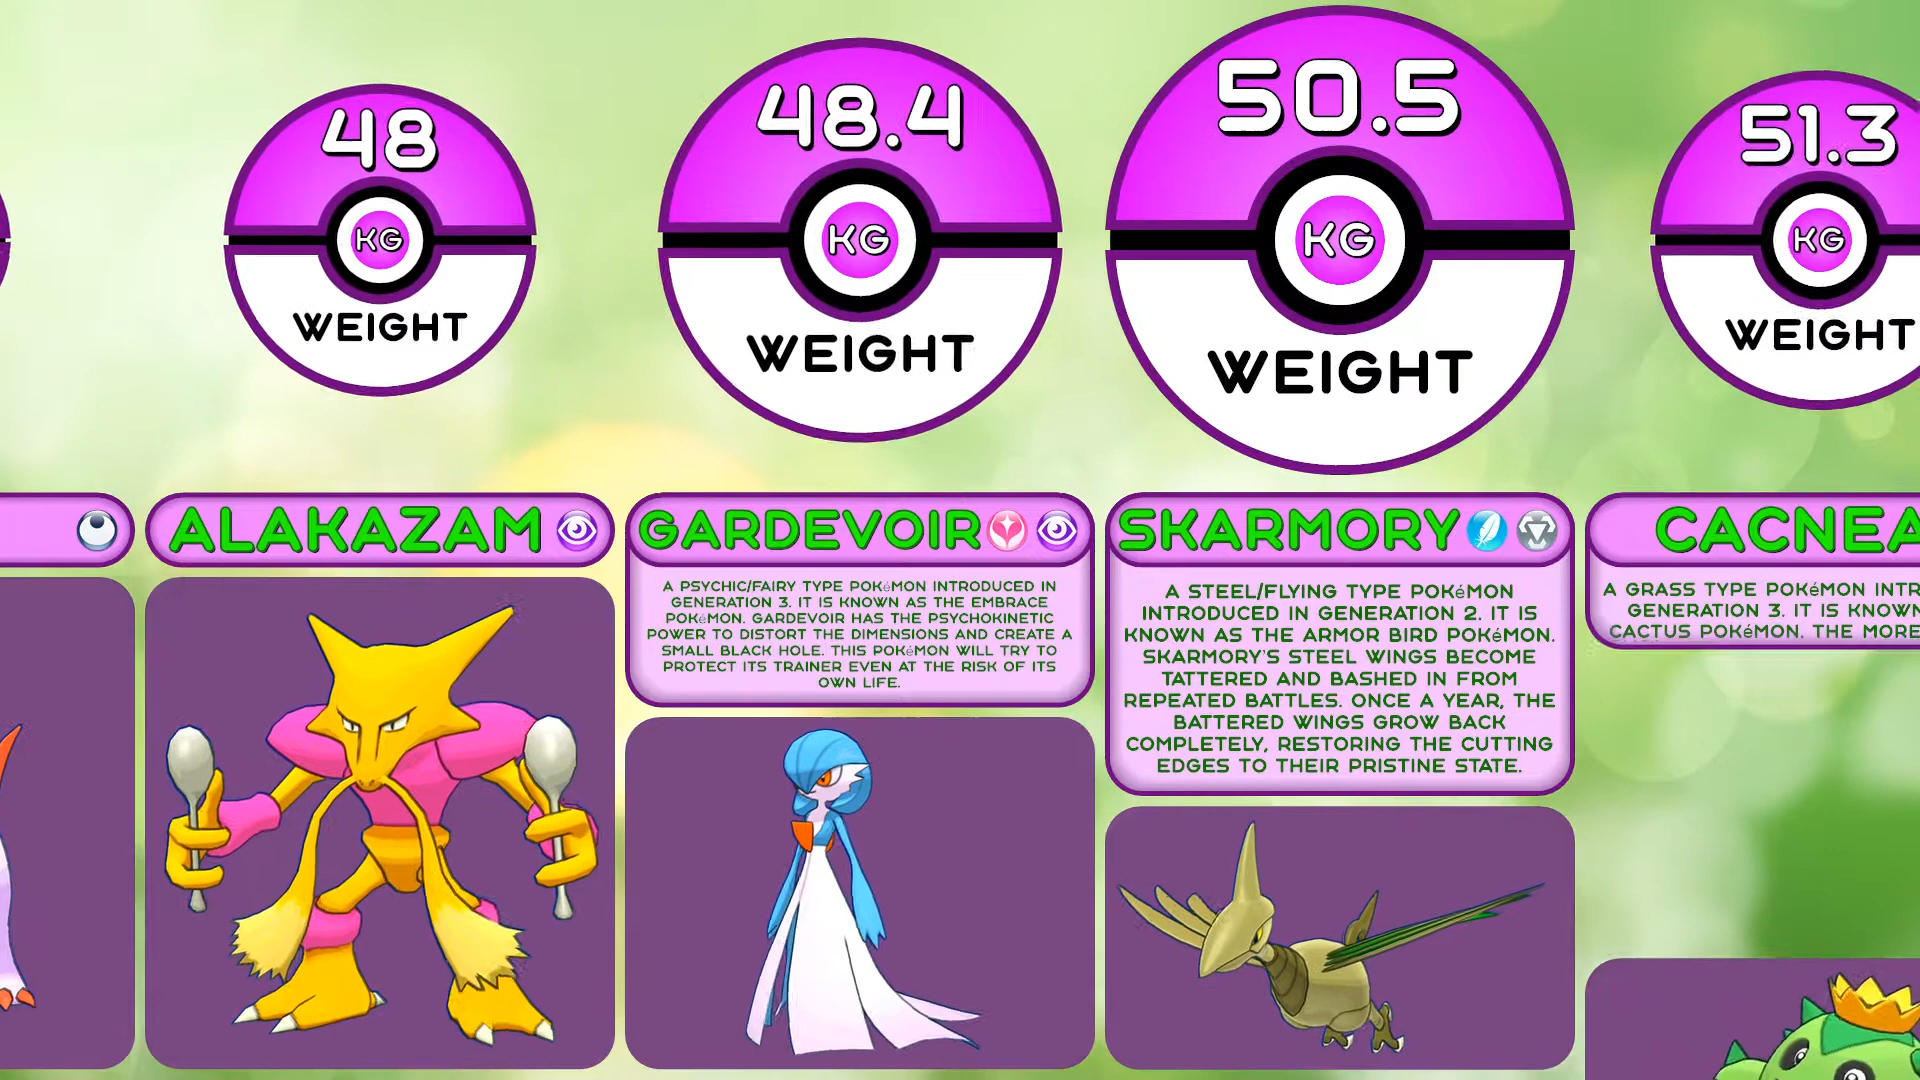 48
KG
WEIGHT
48.4
KG
WEIGHT
50.5
KG
WEIGHT
51.3
KG
WEIGHT
ALAKAZAM
GARDEVOIR
A PSYCHIC/FAIRY TYPE POKéMON INTRODUCED IN
GENERATION 3. IT IS KNOWN AS THE EMBRACE
POKéMON. GARDEVOIR HAS THE PSYCHOKINETIC
POWER TO DISTORT THE DIMENSIONS AND CREATE A
SMALL BLACK HOLE. THIS POKéMON WILL TRY TO
PROTECT ITS TRAINER EVEN AT THE RISK OF ITS
OWN LIFE.
SKARMORY
A STEEL/FLYING TYPE POKéMON
INTRODUCED IN GENERATION 2. IT IS
KNOWN AS THE ARMOR BIRD POKéMON.
SKARMORY'S STEEL WINGS BECOME
TATTERED AND BASHED IN FROM
REPEATED BATTLES. ONCE A YEAR, THE
BATTERED WINGS GROW BACK
COMPLETELY, RESTORING THE CUTTING
EDGES TO THEIR PRISTINE STATE.
CACNEA
A GRASS TYPE POKéMON INTR
GENERATION 3. IT IS KNOWN
CACTUS POKéMON. THE MORE